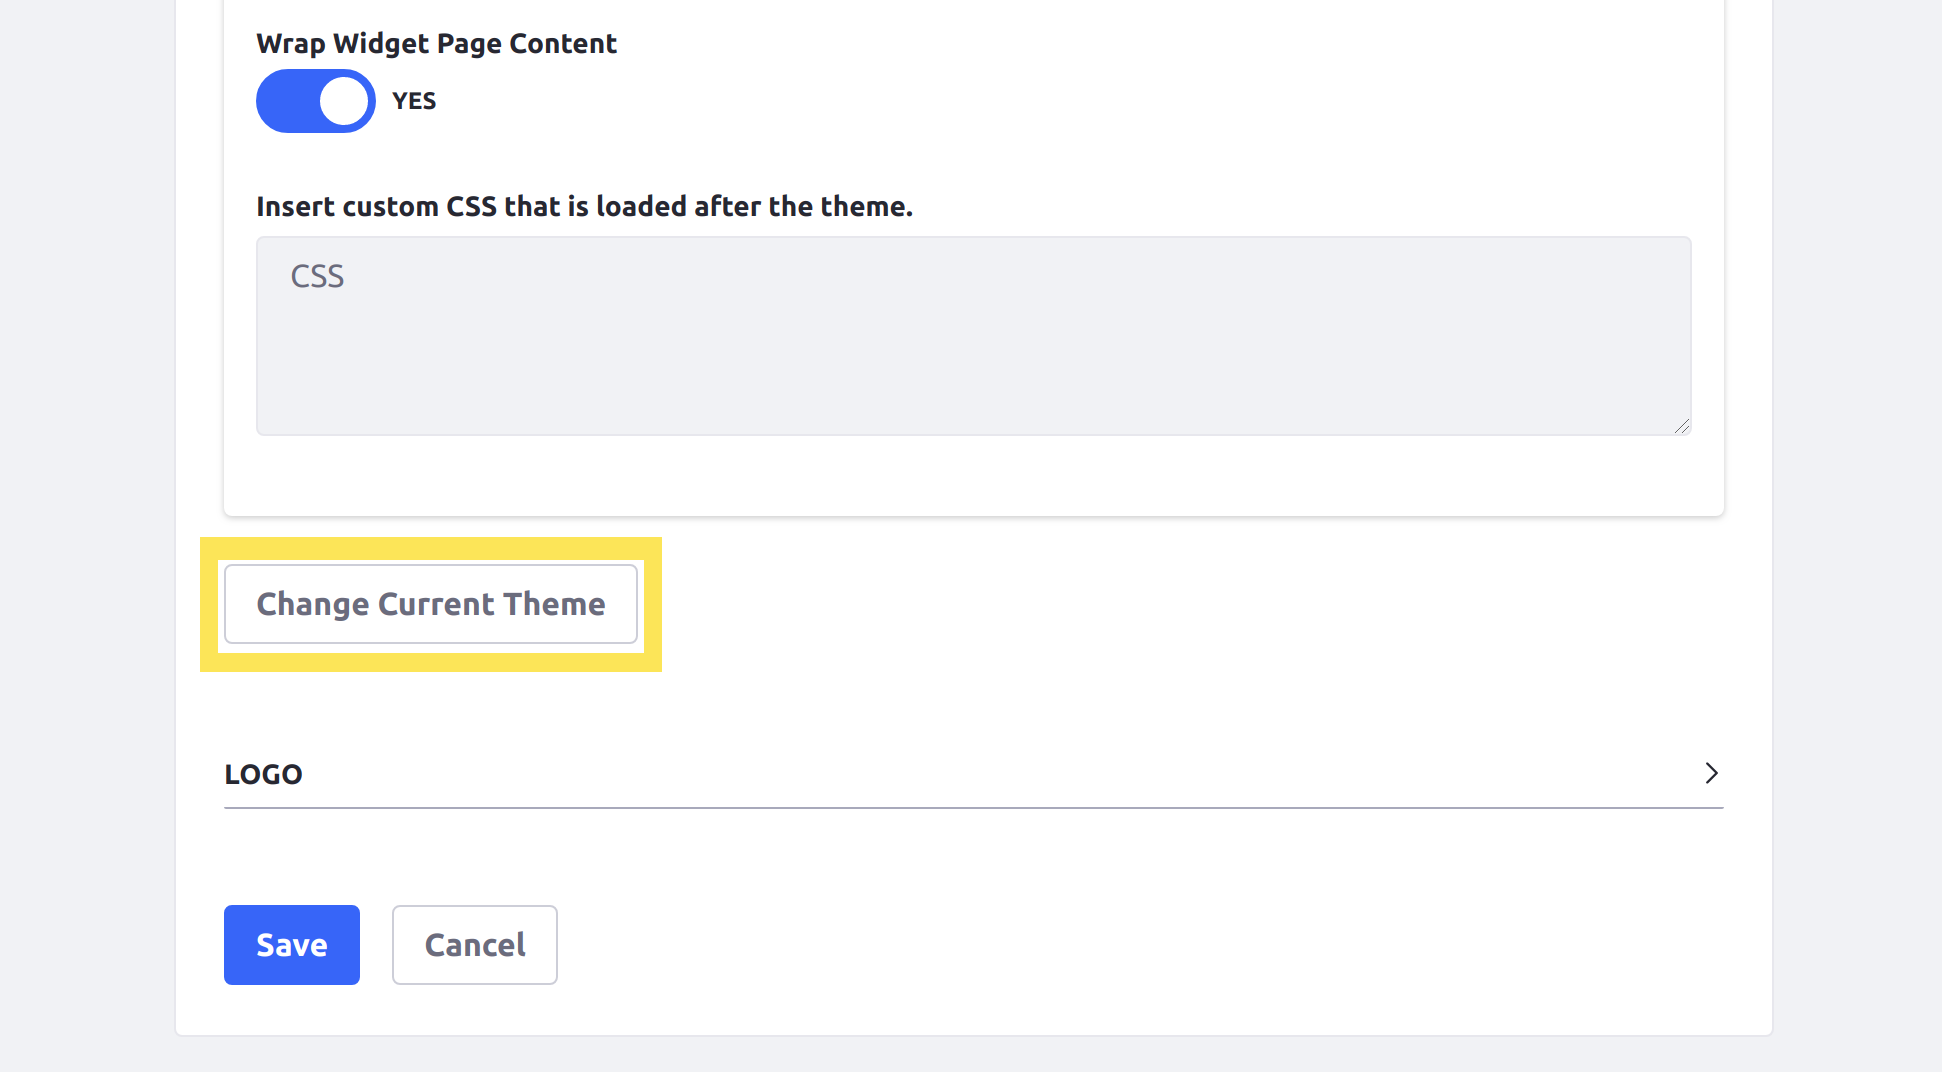 Wrap Widget Page Content
YES
Insert custom CSS that is loaded after the theme.
CSS
Change Current Theme
LOGO
Save
Cancel